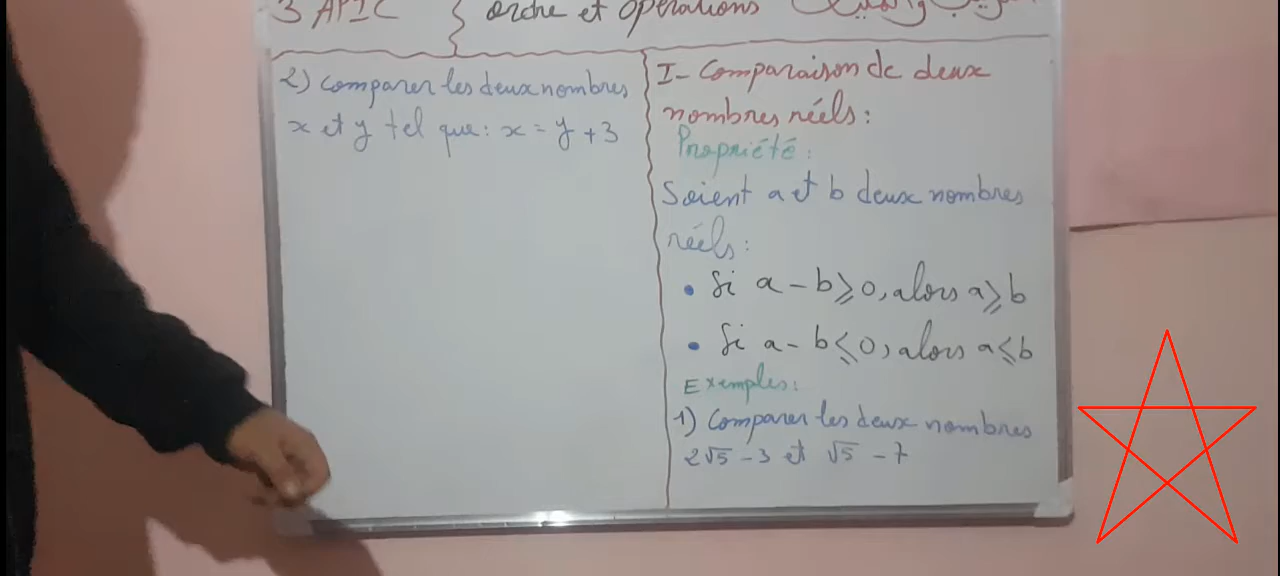 3 APIC
orche et Opérations
2) Comparer les deux nombres
x et y tel que: x = y + 3
I- Comparaison de deux
nombres réels :
Propriété :
Soient a et b deux nombres
réels :
• Si a - b ⩾ 0, alors a ⩾ b
• Si a - b ⩽ 0, alors a ⩽ b
Exemples :
1) Comparer les deux nombres
2√5 - 3 et √5 - 7